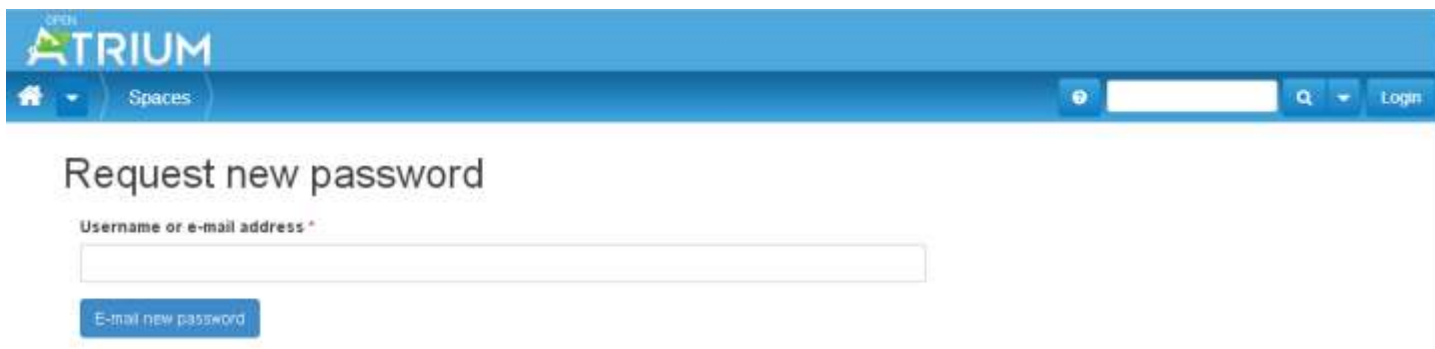 OPEN
ATRIUM
Spaces
Login
Request new password
Username or e-mail address *
E-mail new password